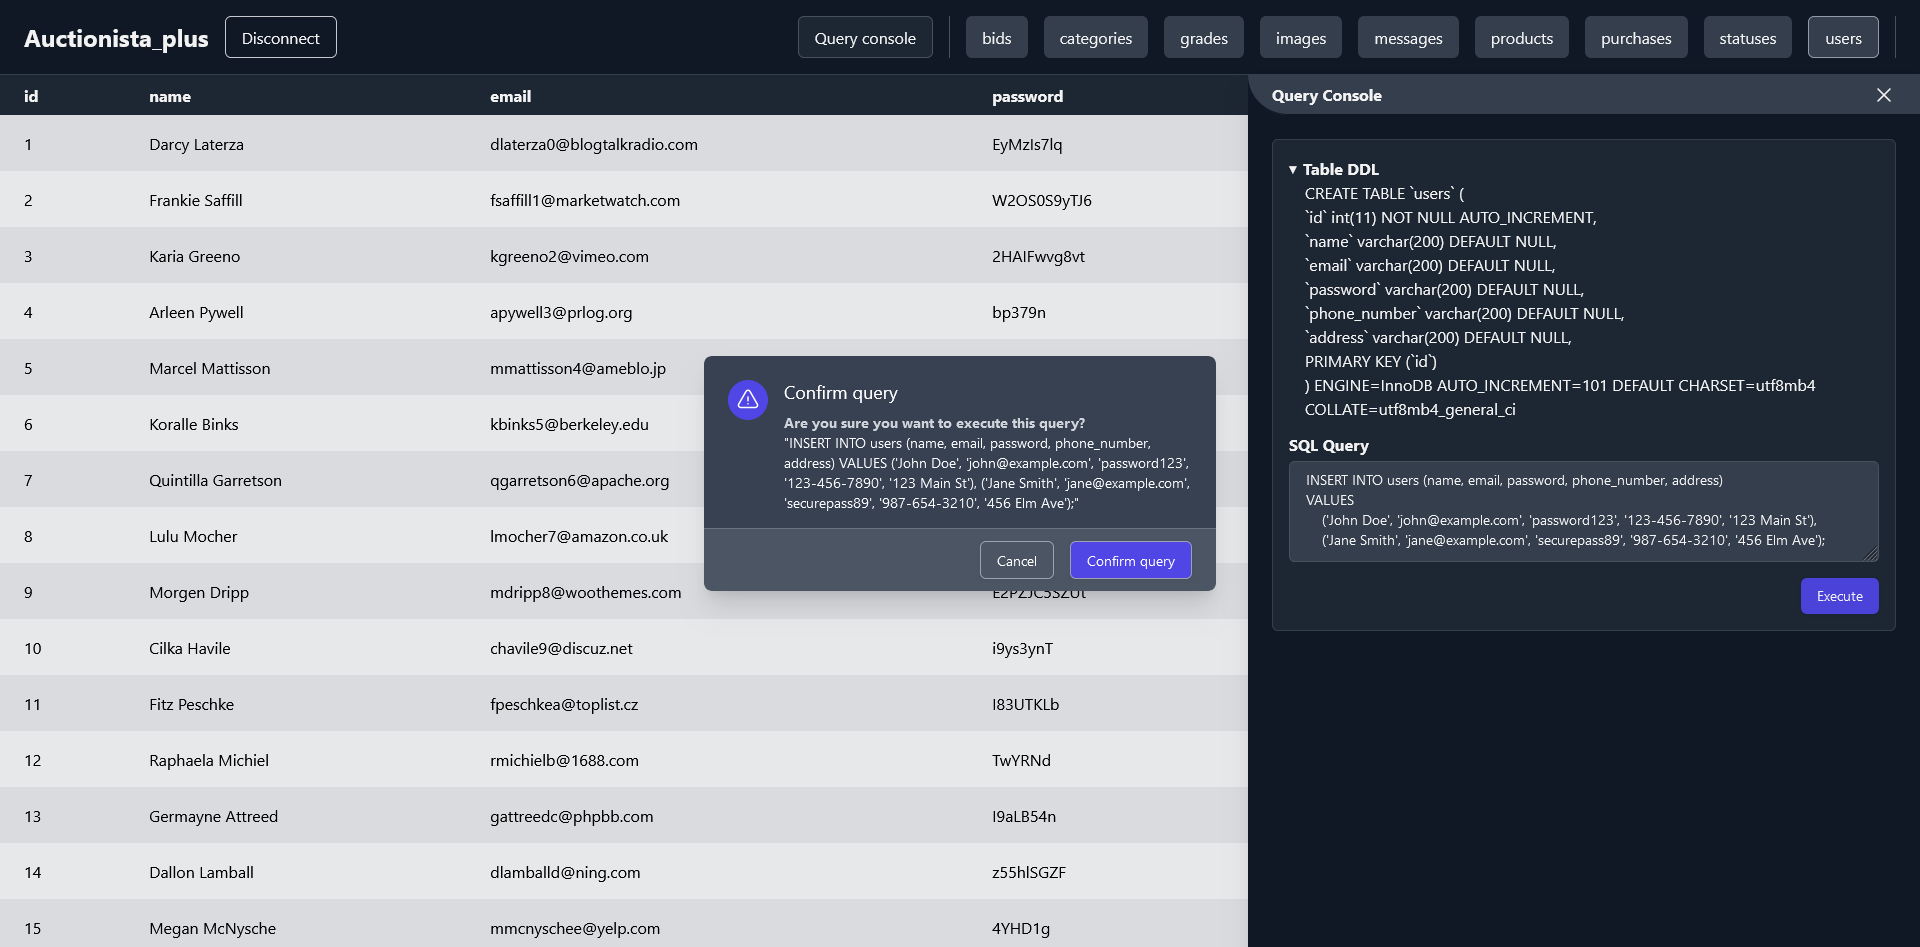 Auctionista_plus Disconnect Query console bids categories grades images messages products purchases statuses users
id name email password
1 Darcy Laterza dlaterza0@blogtalkradio.com EyMzIs7lq
2 Frankie Saffill fsaffill1@marketwatch.com W2OS0S9yTJ6
3 Karia Greeno kgreeno2@vimeo.com 2HAIFwvg8vt
4 Arleen Pywell apywell3@prlog.org bp379n
5 Marcel Mattisson mmattison4@ameblo.jp
6 Koralle Binks kbinks5@berkeley.edu
7 Quintilla Garretson qgarretson6@apache.org
8 Lulu Mocher lmocher7@amazon.co.uk
9 Morgen Dripp mdripp8@woothemes.com
10 Cilka Havile chavile9@discuz.net i9ys3ynT
11 Fitz Peschke fpeschkea@toplist.cz I83UTKLb
12 Raphaela Michiel rmichielb@1688.com TwYRNd
13 Germayne Attreed gattreedc@phpbb.com I9aLB54n
14 Dallon Lamball dlamballd@ning.com z55hlSGZF
15 Megan McNysche mmcnyschee@yelp.com 4YHD1g
Confirm query
Are you sure you want to execute this query?
"INSERT INTO users (name, email, password, phone_number,
address) VALUES ('John Doe', 'john@example.com', 'password123',
'123-456-7890', '123 Main St'), ('Jane Smith', 'jane@example.com',
'securepass89', '987-654-3210', '456 Elm Ave');"
Cancel Confirm query
Query Console
▼ Table DDL
CREATE TABLE `users` (
`id` int(11) NOT NULL AUTO_INCREMENT,
`name` varchar(200) DEFAULT NULL,
`email` varchar(200) DEFAULT NULL,
`password` varchar(200) DEFAULT NULL,
`phone_number` varchar(200) DEFAULT NULL,
`address` varchar(200) DEFAULT NULL,
PRIMARY KEY (`id`)
) ENGINE=InnoDB AUTO_INCREMENT=101 DEFAULT CHARSET=utf8mb4
COLLATE=utf8mb4_general_ci
SQL Query
INSERT INTO users (name, email, password, phone_number, address)
VALUES
('John Doe', 'john@example.com', 'password123', '123-456-7890', '123 Main St'),
('Jane Smith', 'jane@example.com', 'securepass89', '987-654-3210', '456 Elm Ave');
Execute